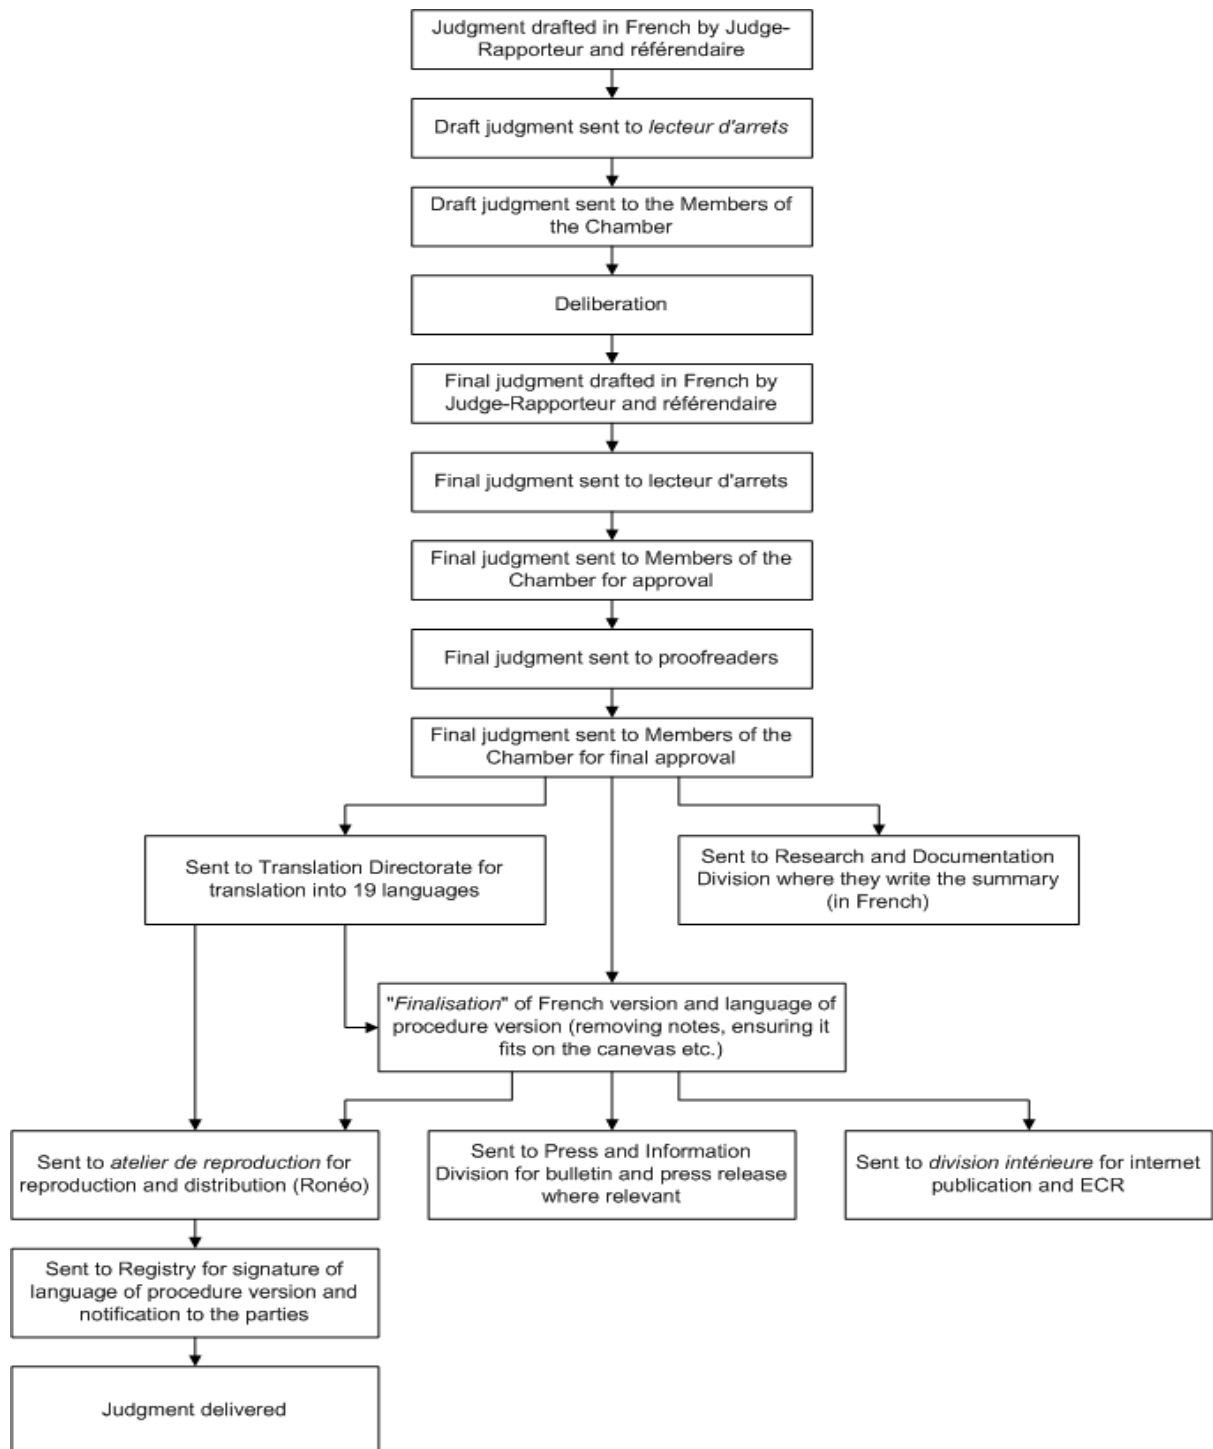 Judgment drafted in French by Judge-
Rapporteur and référendaire
Draft judgment sent to lecteur d'arrets
Draft judgment sent to the Members of
the Chamber
Deliberation
Final judgment drafted in French by
Judge-Rapporteur and référendaire
Final judgment sent to lecteur d'arrets
Final judgment sent to Members of the
Chamber for approval
Final judgment sent to proofreaders
Final judgment sent to Members of the
Chamber for final approval
Sent to Translation Directorate for
translation into 19 languages
Sent to Research and Documentation
Division where they write the summary
(in French)
"Finalisation" of French version and language of
procedure version (removing notes, ensuring it
fits on the canevas etc.)
Sent to atelier de reproduction for
reproduction and distribution (Ronéo)
Sent to Press and Information
Division for bulletin and press release
where relevant
Sent to division intérieure for internet
publication and ECR
Sent to Registry for signature of
language of procedure version and
notification to the parties
Judgment delivered